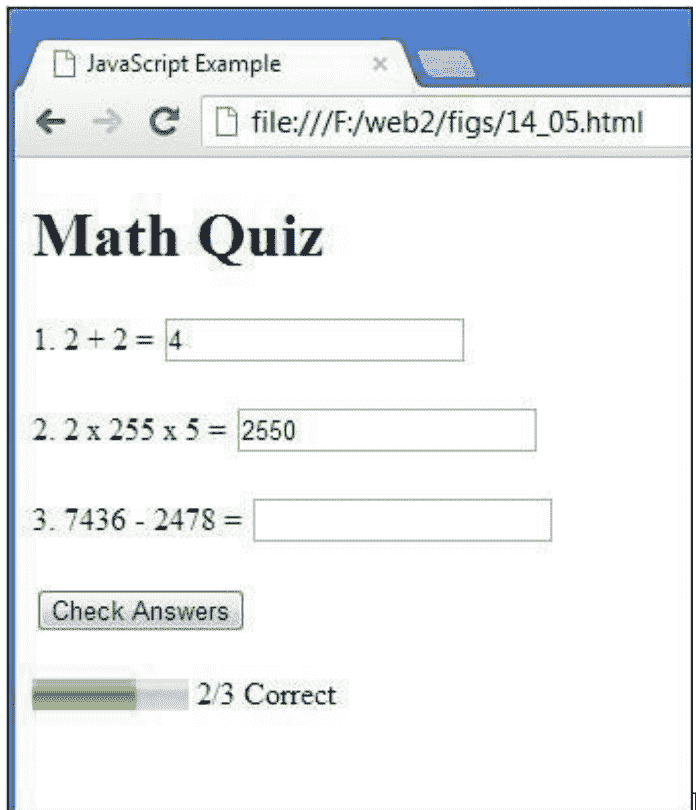 JavaScript Example
file:///F:/web2/figs/14_05.html
Math Quiz
1. 2 + 2 = 4
2. 2 x 255 x 5 = 2550
3. 7436 - 2478 =
Check Answers
2/3 Correct